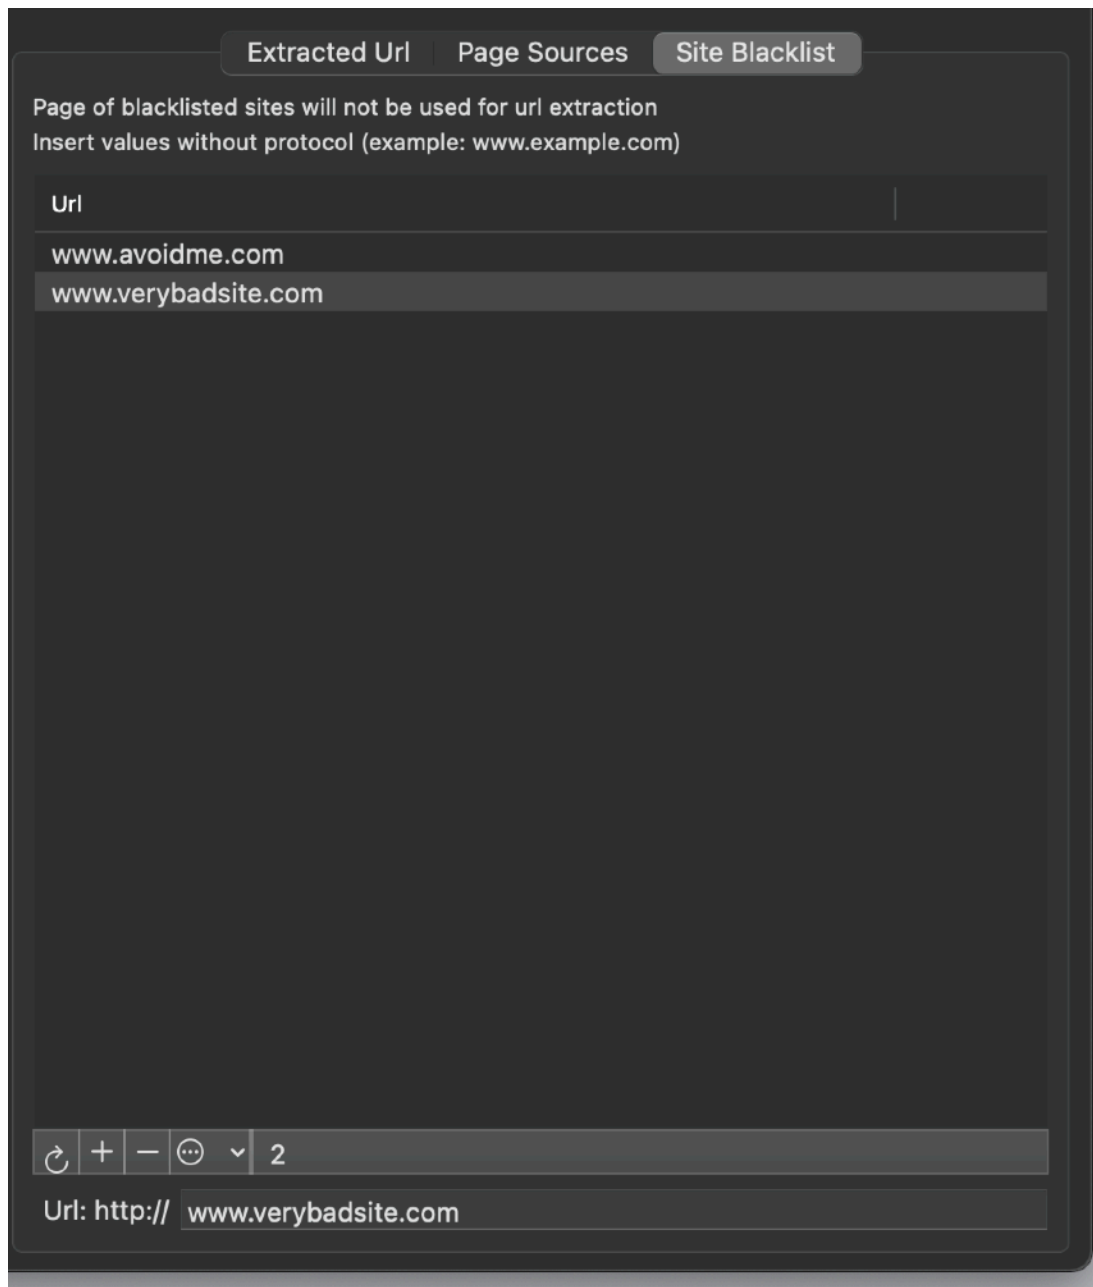 Extracted Url Page Sources Site Blacklist
Page of blacklisted sites will not be used for url extraction
Insert values without protocol (example: www.example.com)
Url
www.avoidme.com
www.verybadsite.com
2
Url: http:// www.verybadsite.com